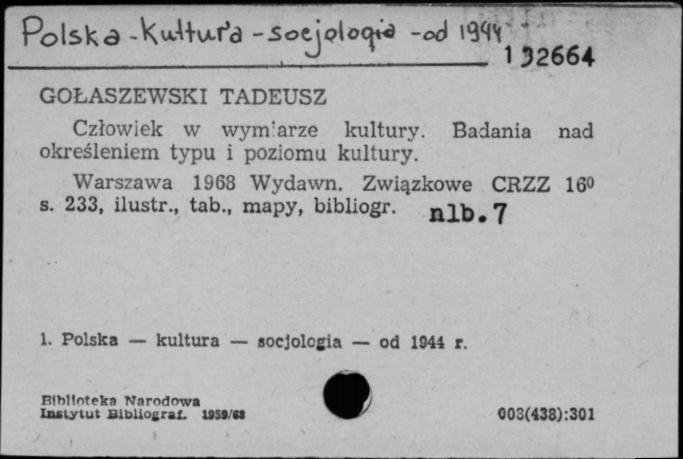 Polska - Kultura - socjologia - od 1944
132664
GOŁASZEWSKI TADEUSZ
Człowiek w wymiarze kultury. Badania nad
określeniem typu i poziomu kultury.
Warszawa 1968 Wydawn. Związkowe CRZZ 16⁰
s. 233, ilustr., tab., mapy, bibliogr. nlb. 7
1. Polska — kultura — socjologia — od 1944 r.
Biblioteka Narodowa
Instytut Bibliograf. 1959/68
008(438):301